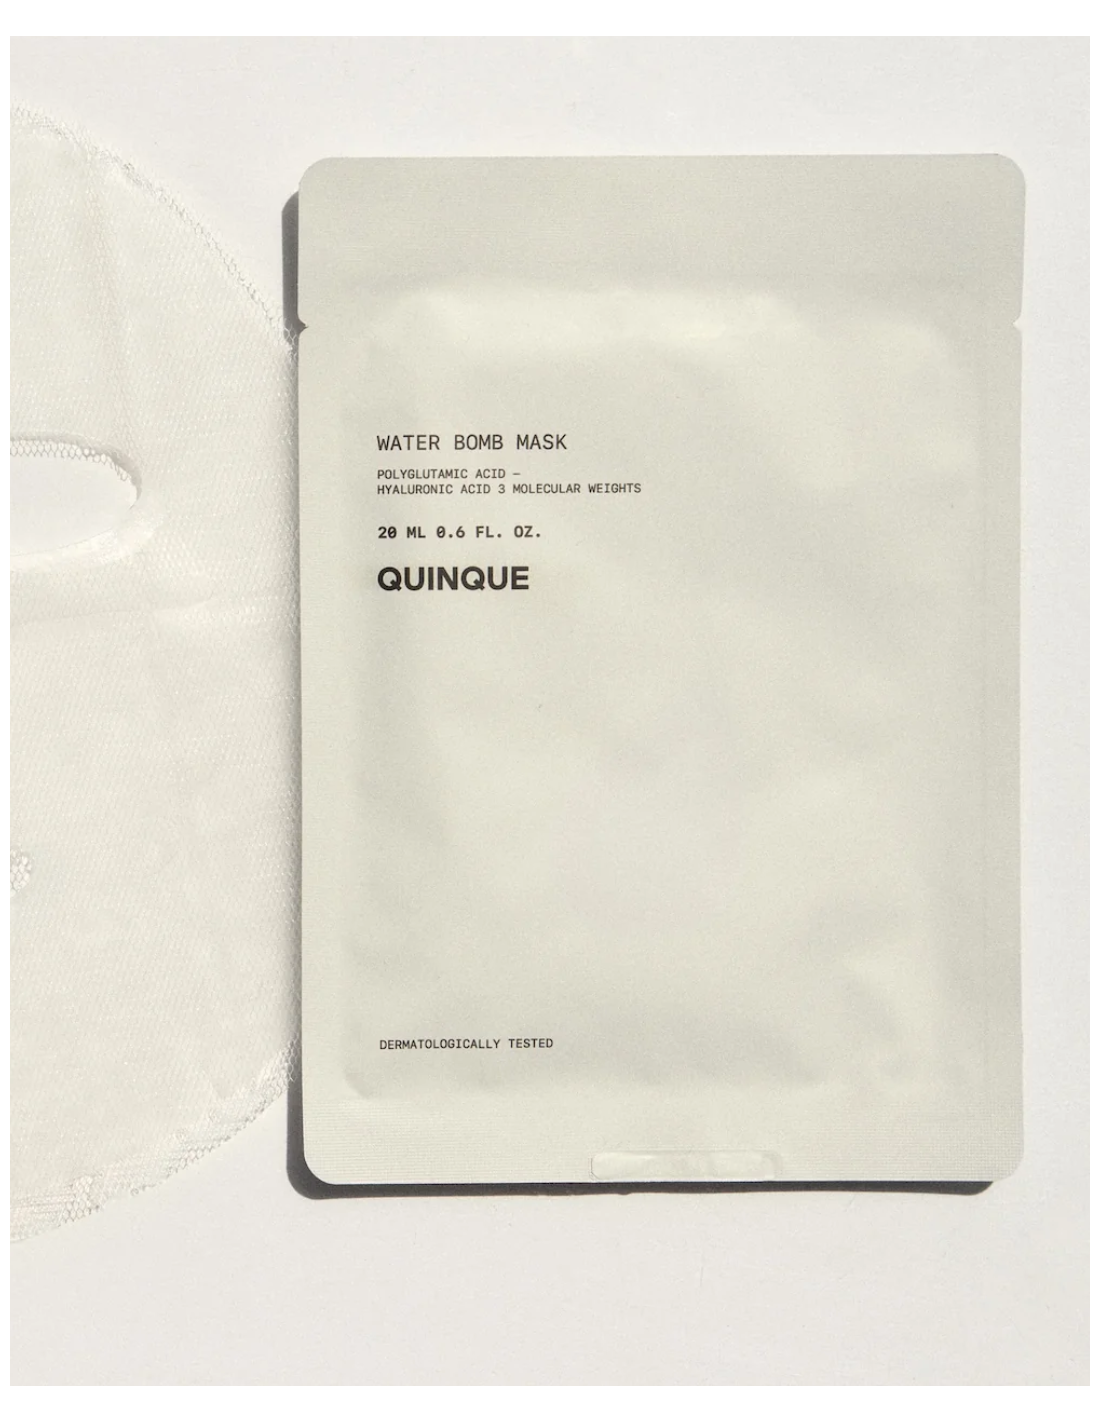 WATER BOMB MASK
POLYGLUTAMIC ACID –
HYALURONIC ACID 3 MOLECULAR WEIGHTS
20 ML 0.6 FL. OZ.
QUINQUE
DERMATOLOGICALLY TESTED